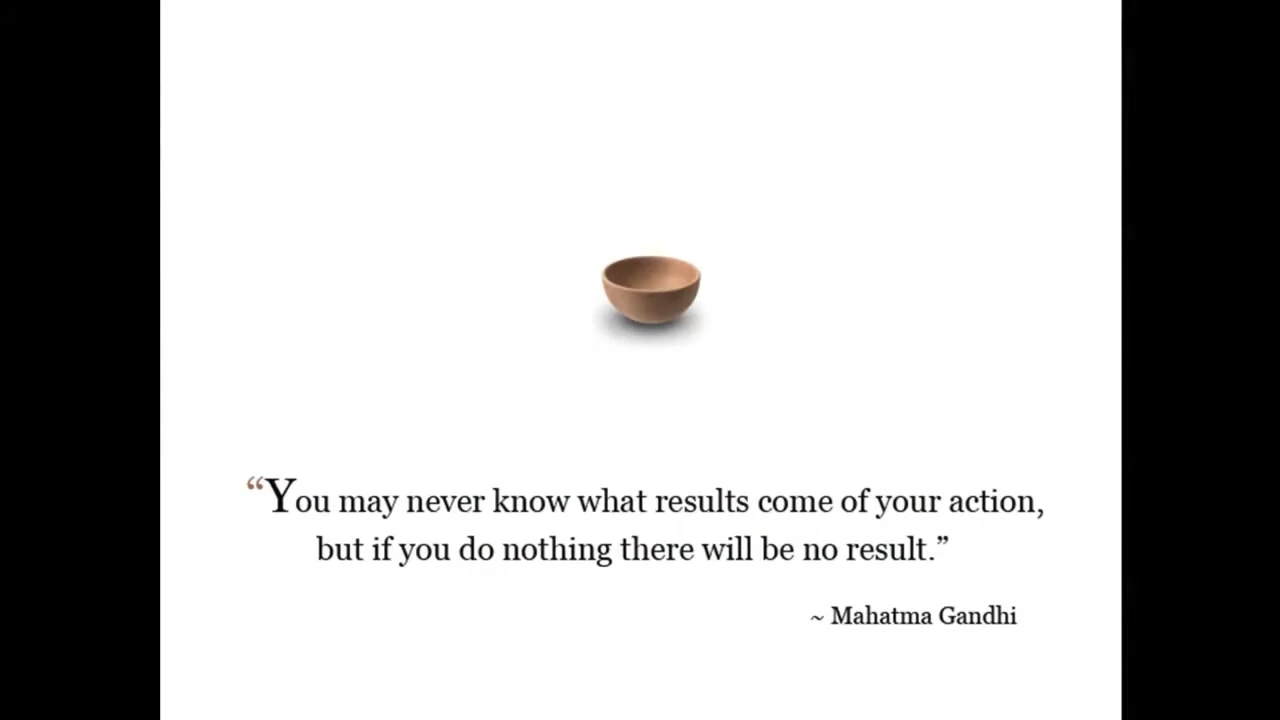 “You may never know what results come of your action,
but if you do nothing there will be no result.”
~ Mahatma Gandhi